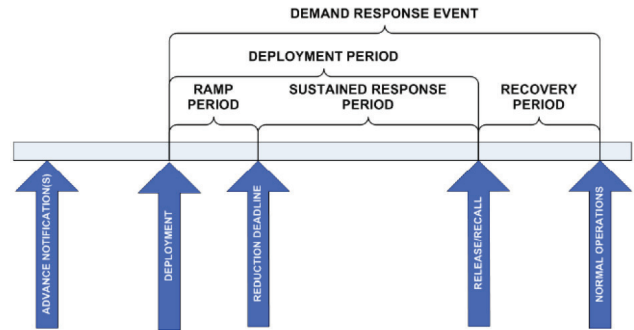 DEMAND RESPONSE EVENT
DEPLOYMENT PERIOD
RAMP
PERIOD
SUSTAINED RESPONSE
PERIOD
RECOVERY
PERIOD
ADVANCE NOTIFICATION(S)
DEPLOYMENT
REDUCTION DEADLINE
RELEASE/RECALL
NORMAL OPERATIONS